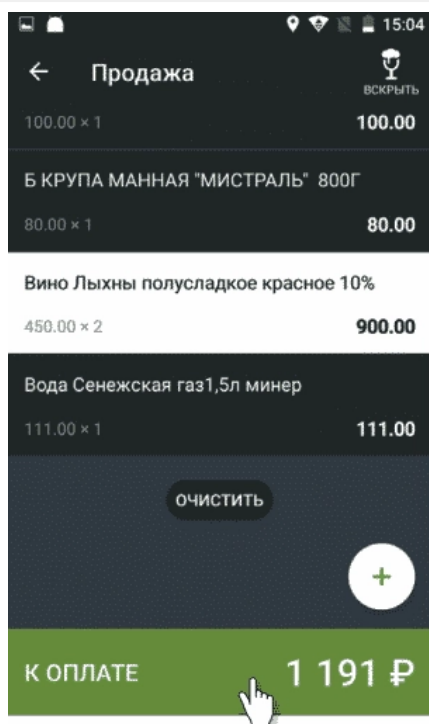 15:04
Продажа
ВСКРЫТЬ
100.00 × 1 100.00
Б КРУПА МАННАЯ "МИСТРАЛЬ" 800Г
80.00 × 1 80.00
Вино Лыхны полусладкое красное 10%
450.00 × 2 900.00
Вода Сенежская газ1,5л минер
111.00 × 1 111.00
ОЧИСТИТЬ
+
К ОПЛАТЕ 1 191 ₽